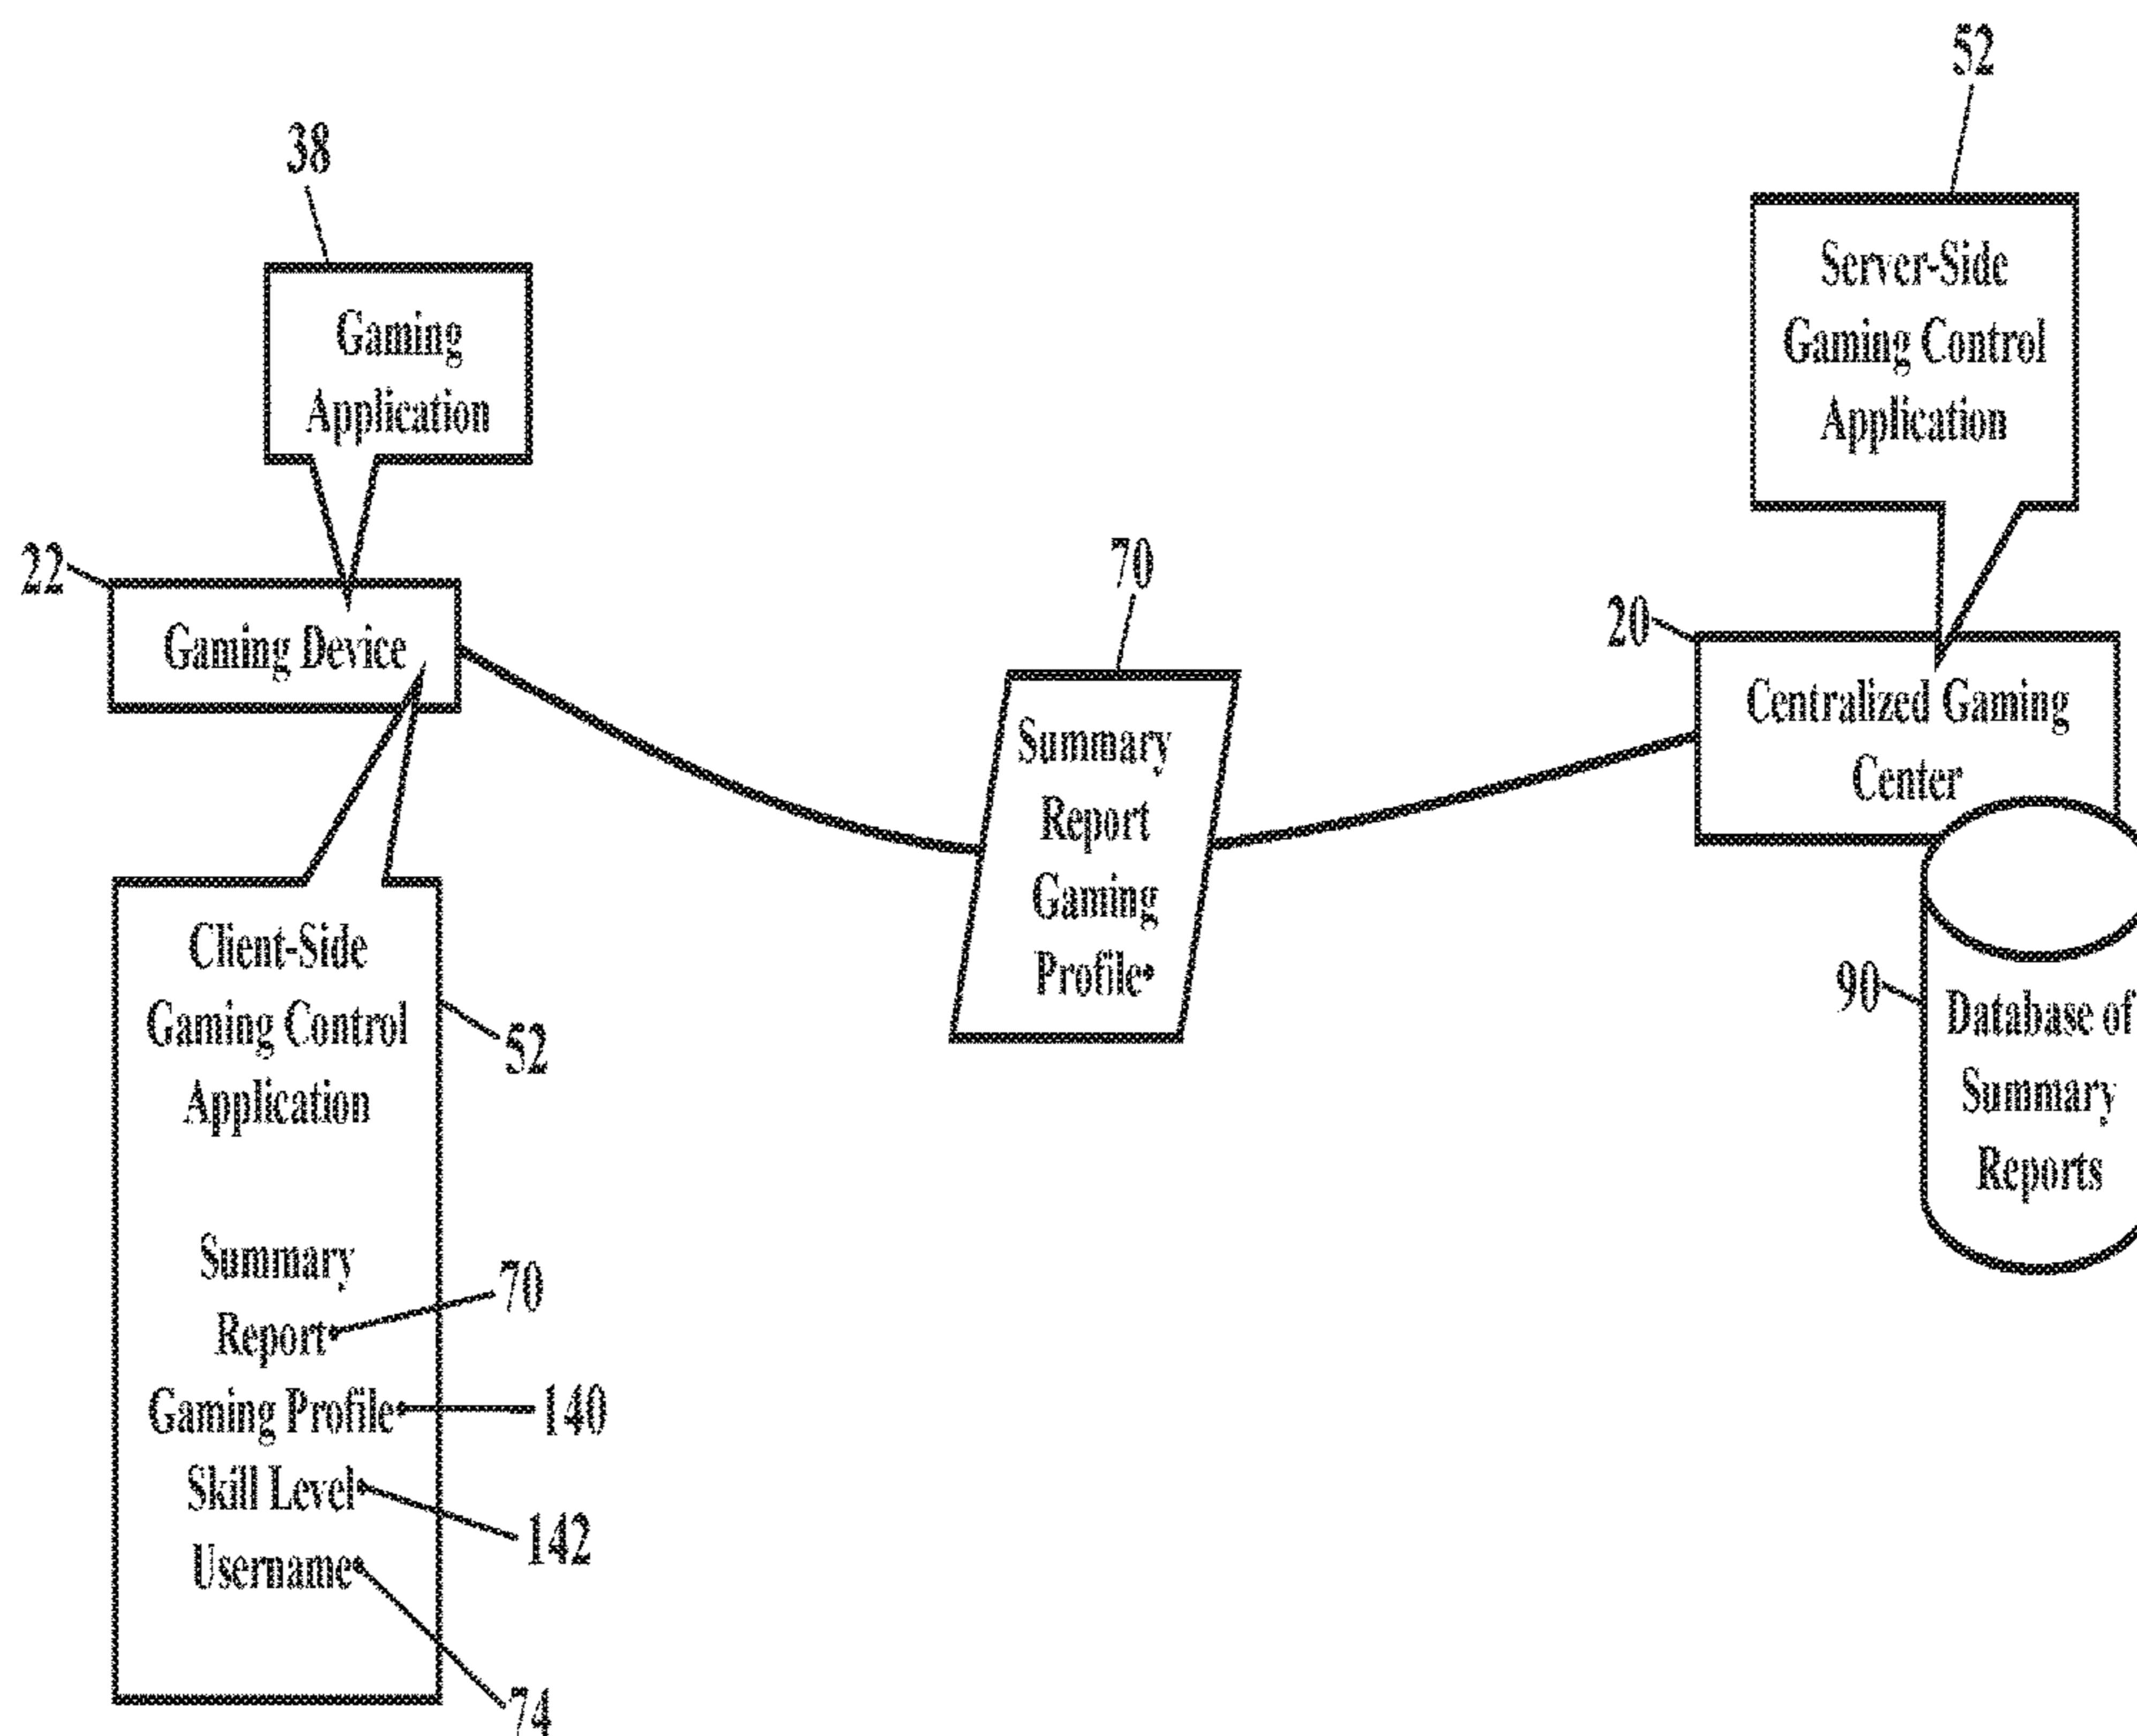 52
38
Server-Side
Gaming Control
Application
Gaming
Application
22
Gaming Device
70
20
Centralized Gaming
Center
Summary
Report
Gaming
Profile
Client-Side
Gaming Control
Application
52
90
Database of
Summary
Reports
Summary
Report
70
Gaming Profile
140
Skill Level
142
Username
74